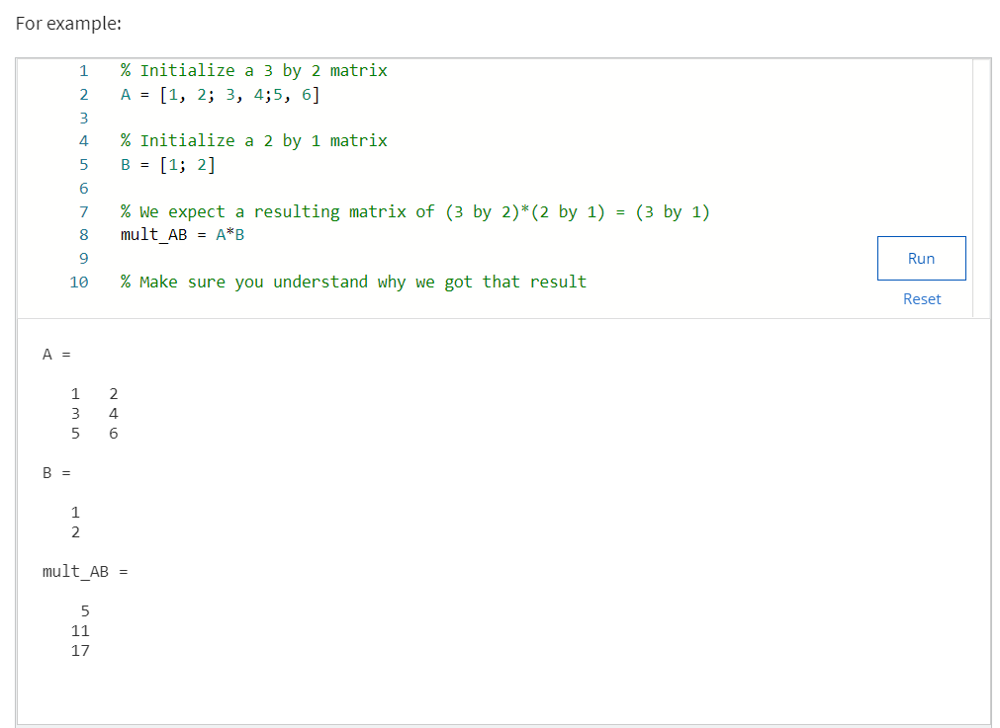 For example:
1 % Initialize a 3 by 2 matrix
2 A = [1, 2; 3, 4;5, 6]
3
4 % Initialize a 2 by 1 matrix
5 B = [1; 2]
6
7 % We expect a resulting matrix of (3 by 2)*(2 by 1) = (3 by 1)
8 mult_AB = A*B
9
10 % Make sure you understand why we got that result
Run
Reset
A =
1 2
3 4
5 6
B =
1
2
mult_AB =
5
11
17